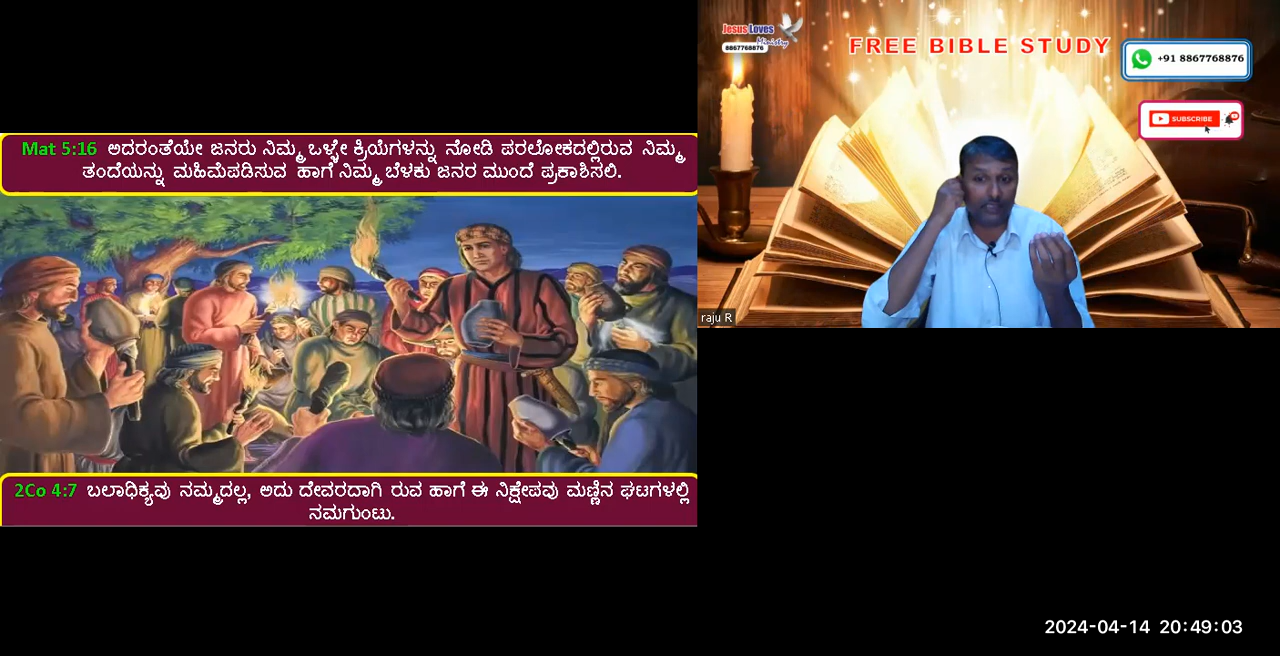 Mat 5:16 ಅದರಂತೆಯೇ ಜನರು ನಿಮ್ಮ ಒಳ್ಳೇ ಕ್ರಿಯೆಗಳನ್ನು ನೋಡಿ ಪರಲೋಕದಲ್ಲಿರುವ ನಿಮ್ಮ
ತಂದೆಯನ್ನು ಮಹಿಮೆಪಡಿಸುವ ಹಾಗೆ ನಿಮ್ಮ ಬೆಳಕು ಜನರ ಮುಂದೆ ಪ್ರಕಾಶಿಸಲಿ.
2Co 4:7 ಬಲಾಧಿಕ್ಯವು ನಮ್ಮದಲ್ಲ, ಅದು ದೇವರದಾಗಿ ರುವ ಹಾಗೆ ಈ ನಿಕ್ಷೇಪವು ಮಣ್ಣಿನ ಘಟಗಳಲ್ಲಿ
ನಮಗುಂಟು.
Jesus Loves
Ministry
8867768876
FREE BIBLE STUDY
+91 8867768876
SUBSCRIBE
raju R
2024-04-14 20:49:03